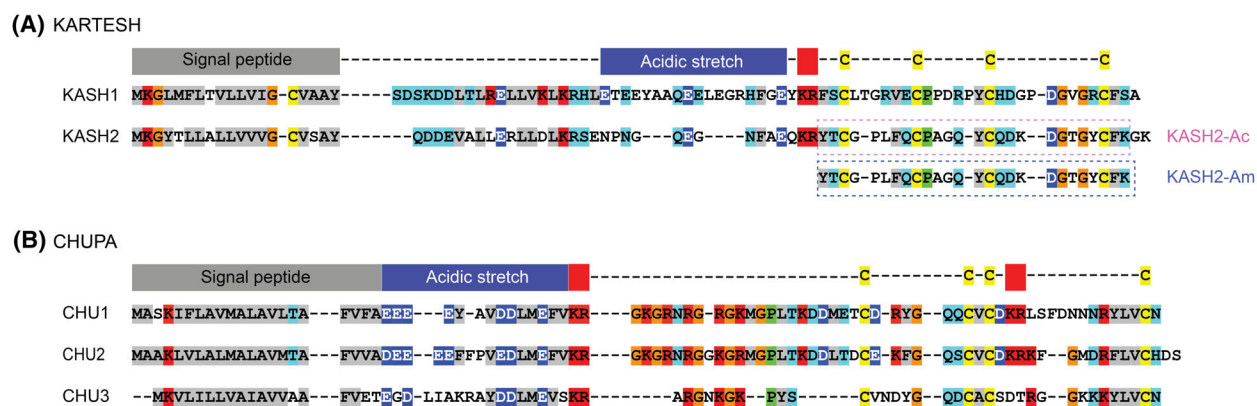 (A) KARTESH
Signal peptide-------------------------Acidic stretch- --C------C------C----------C
KASH1 MKGLMFLTVLLVIG-CVAAY-----SDSKDDLTLRELLVKLKRHLETEEYAAQEELEGRHFGEYKRFSCLTGRVECPPDRPYCHDGP-DGVGRCFSA
KASH2 MKGYTLLALLVVVG-CVSAY-------QDDEVALLERLLDLKRSENPNG---QEG----NFAEQKRYTCG-PLFQCPAGQ-YCQDK--DGTGYCFKGK KASH2-Ac
YTCG-PLFQCPAGQ-YCQDK--DGTGYCFK KASH2-Am
(B) CHUPA
Signal peptide Acidic stretch --------------------------C---------C-C- -----------C
CHU1 MASKIFLAVMALAVLTA---FVFAEEE---EY-AVDDLMEFVKR----GKGRNRG-RGKMGPLTKDDMETCD-RYG--QQCVCDKRLSFDNNNRYLVCN
CHU2 MAAKLVLALMALAVMTA---FVVADEE--EEFFPVEDLMEFVKR----GKGRNRGGKGRMGPLTKDDLTDCE-KFG--QSCVCDKRKF--GMDRFLVCHDS
CHU3 --MKVLILLVAIAVVAA---FVETEGD-LIAKRAYDDLMEVSKR--------ARGNKGK--PYS------CVNDYG--QDCACSDTRG--GKKKYLVCN